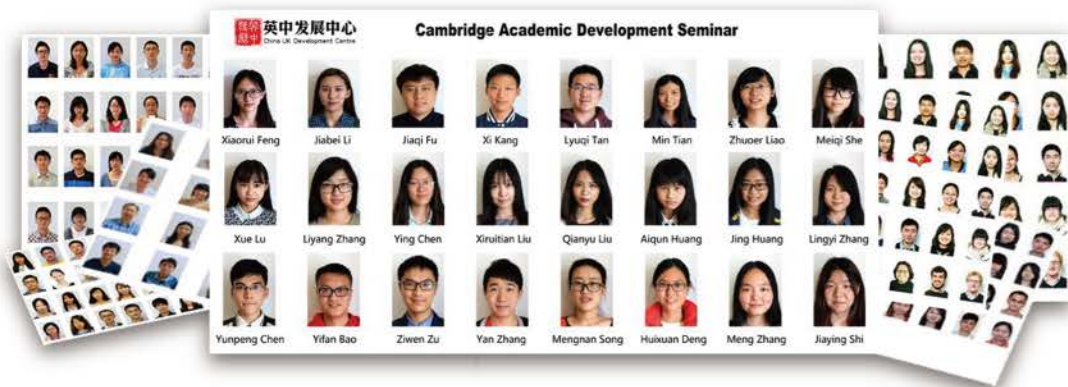 英中发展中心
China UK Development Centre
Cambridge Academic Development Seminar
Xiaorui Feng Jiabei Li Jiaqi Fu Xi Kang Lyuqi Tan Min Tian Zhuoer Liao Meiqi She
Xue Lu Liyang Zhang Ying Chen Xiruitian Liu Qianyu Liu Aiqun Huang Jing Huang Lingyi Zhang
Yunpeng Chen Yifan Bao Ziwen Zu Yan Zhang Mengnan Song Huixuan Deng Meng Zhang Jiaying Shi